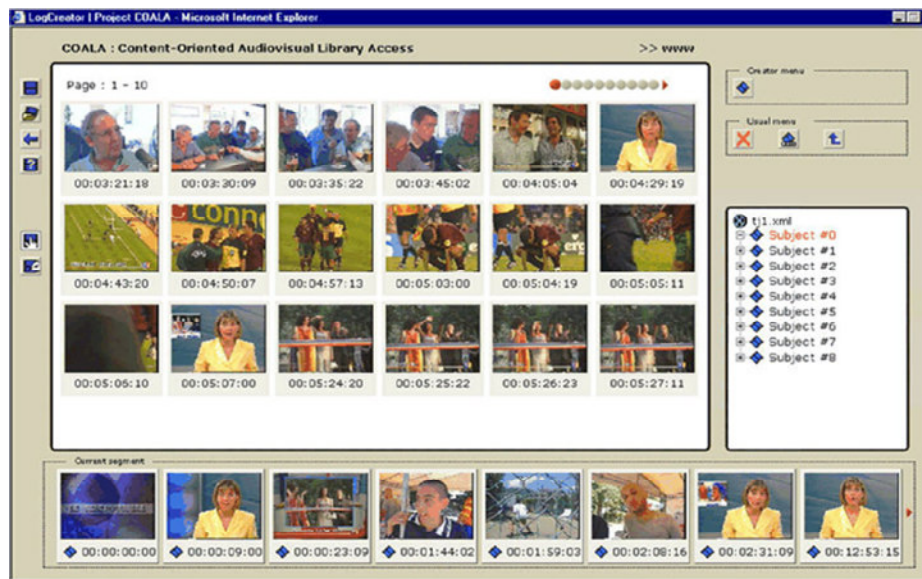 LogCreator | Project COALA - Microsoft Internet Explorer
COALA : Content-Oriented Audiovisual Library Access
>> www
Page : 1 - 10
00:03:21:18 00:03:30:09 00:03:35:22 00:03:45:02 00:04:05:04 00:04:29:19
conn
00:04:43:20 00:04:50:07 00:04:57:13 00:05:03:00 00:05:04:19 00:05:05:11
00:05:06:10 00:05:07:00 00:05:24:20 00:05:25:22 00:05:26:23 00:05:27:11
Creator menu
Usual menu
tj1.xml
Subject #0
Subject #1
Subject #2
Subject #3
Subject #4
Subject #5
Subject #6
Subject #7
Subject #8
Current segment
00:00:00:00 00:00:09:00 00:00:23:09 00:01:44:02 00:01:59:03 00:02:08:16 00:02:31:09 00:12:53:15